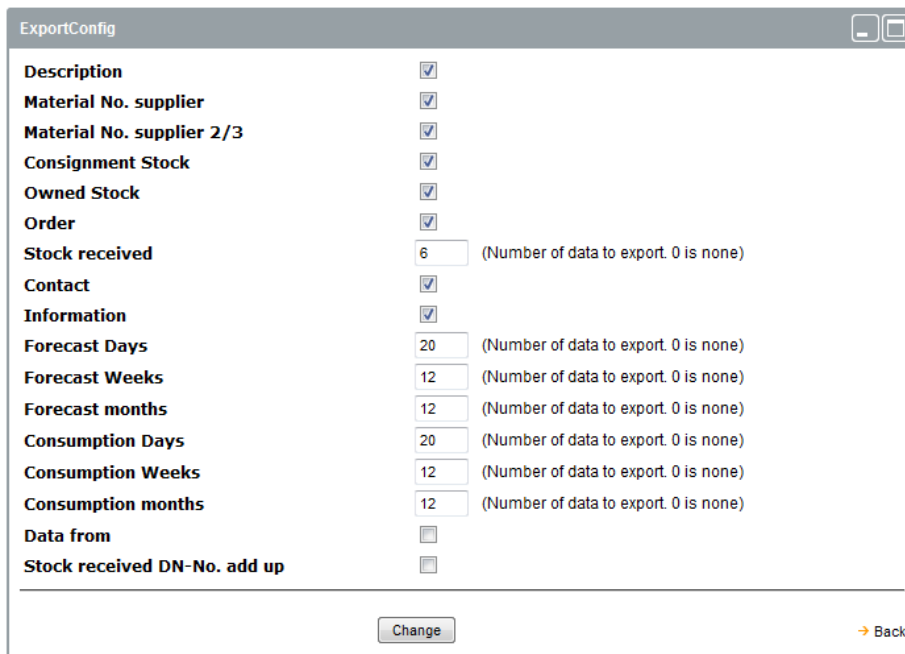 ExportConfig
Description
Material No. supplier
Material No. supplier 2/3
Consignment Stock
Owned Stock
Order
Stock received 6 (Number of data to export. 0 is none)
Contact
Information
Forecast Days 20 (Number of data to export. 0 is none)
Forecast Weeks 12 (Number of data to export. 0 is none)
Forecast months 12 (Number of data to export. 0 is none)
Consumption Days 20 (Number of data to export. 0 is none)
Consumption Weeks 12 (Number of data to export. 0 is none)
Consumption months 12 (Number of data to export. 0 is none)
Data from
Stock received DN-No. add up
Change → Back